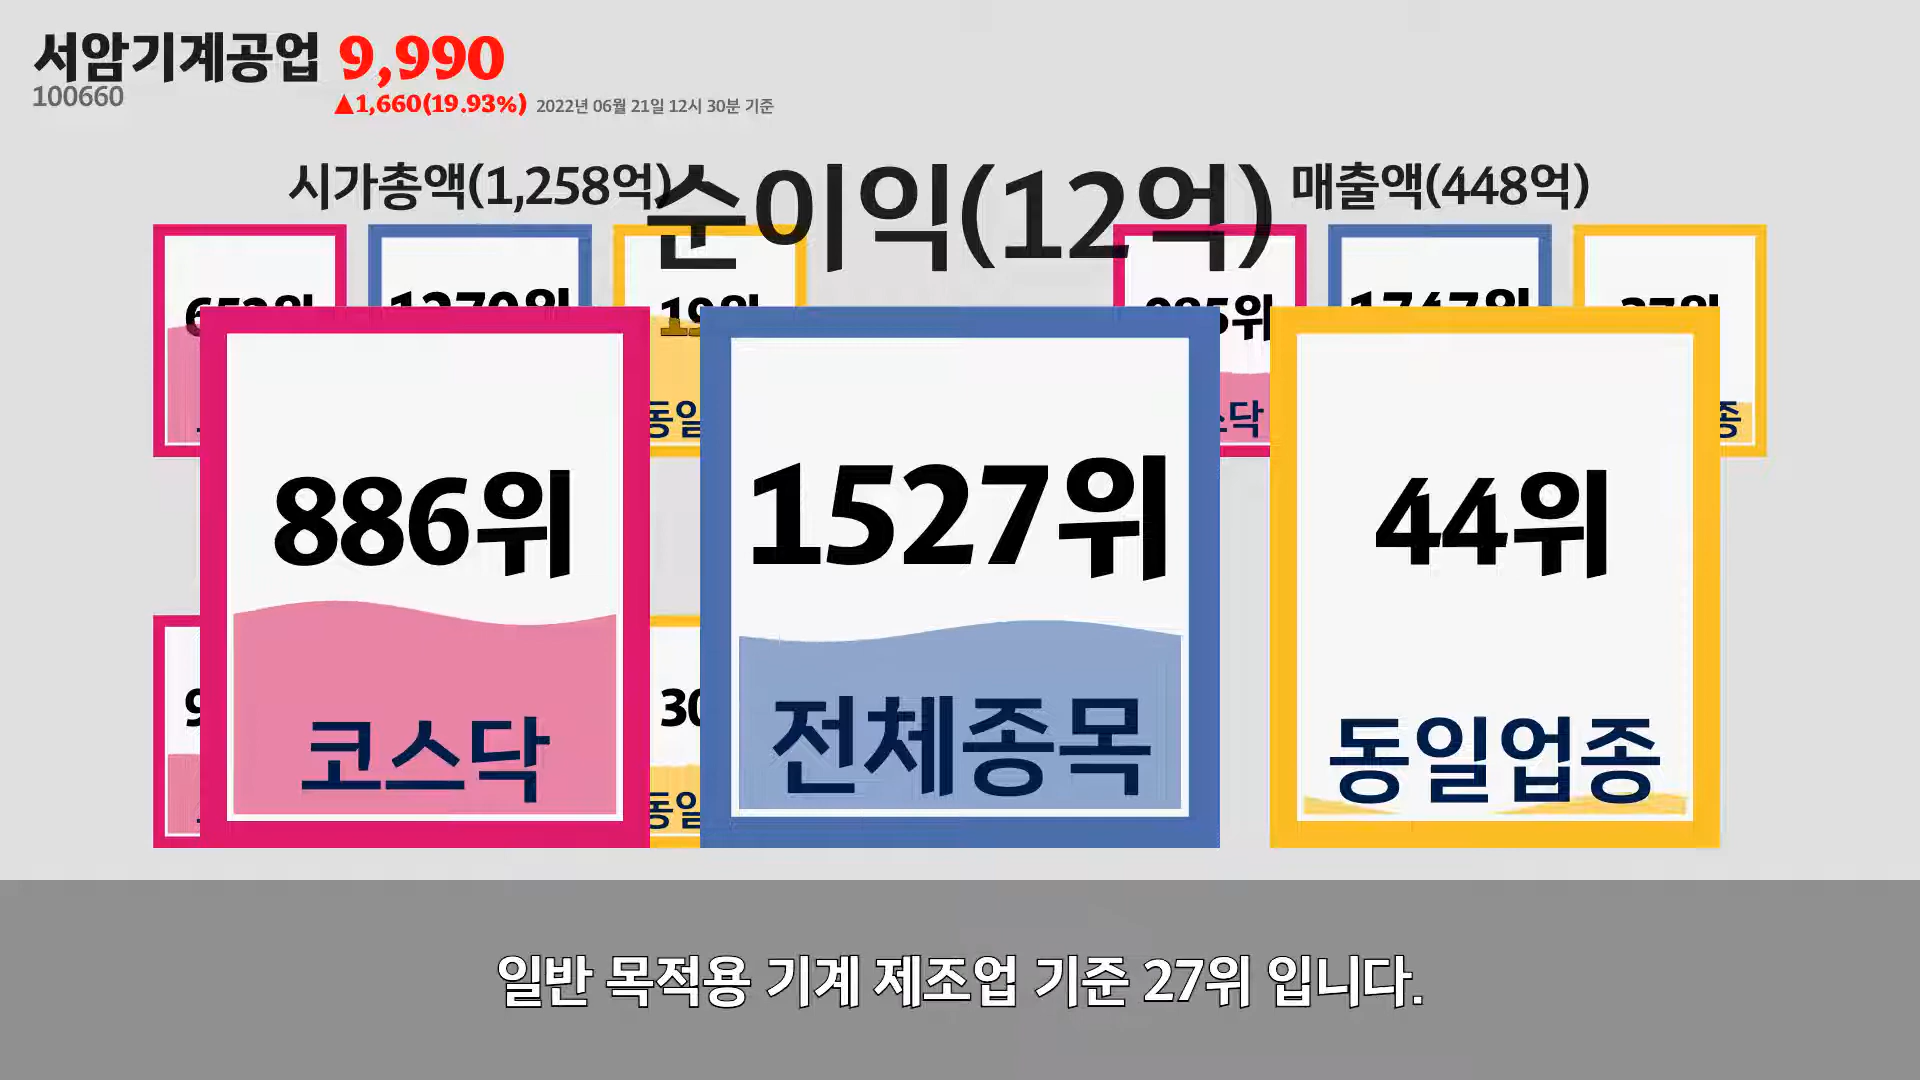 서암기계공업 9,990
100660
▲1,660(19.93%) 2022년 06월 21일 12시 30분 기준
시가총액(1,258억)
순이익(12억)
매출액(448억)
886위
1527위
44위
코스닥
전체종목
동일업종
일반 목적용 기계 제조업 기준 27위 입니다.